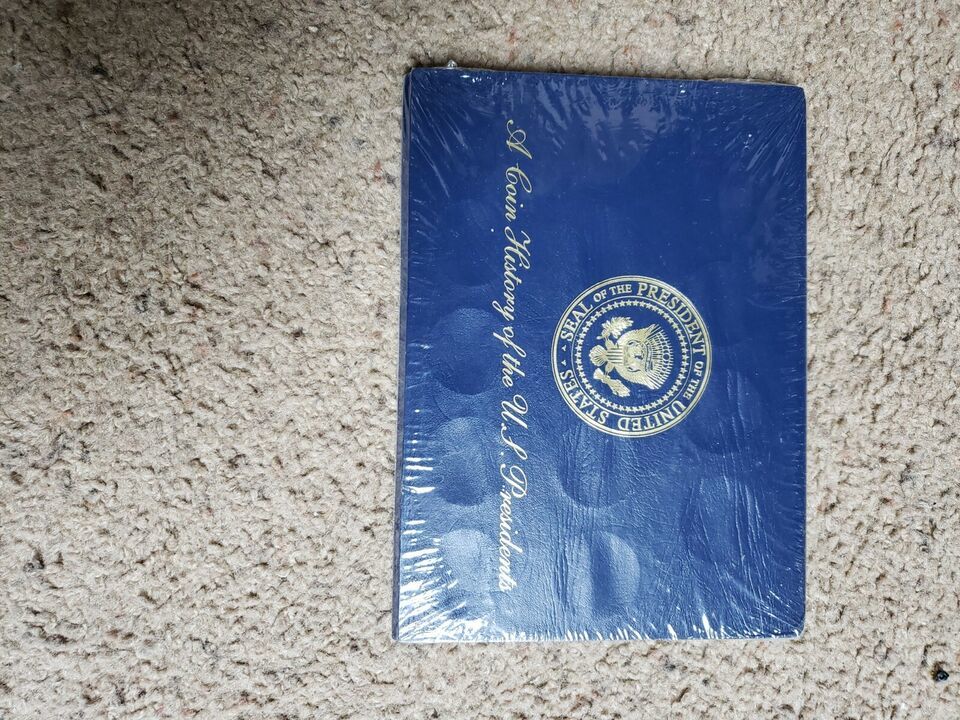 SEAL OF THE PRESIDENT OF THE UNITED STATES
A Coin History of the U.S. Presidents